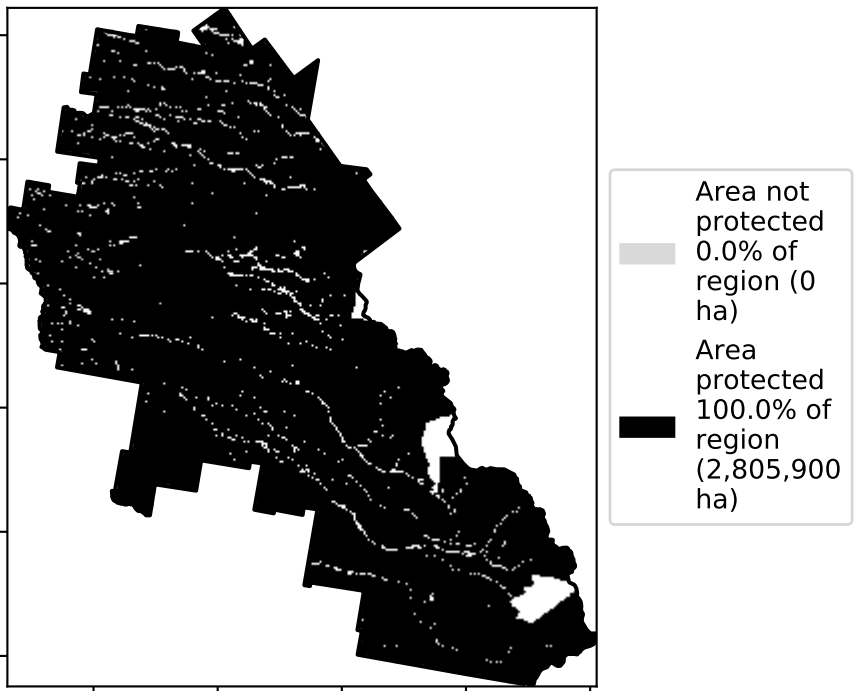 Area not
protected
0.0% of
region (0
ha)
Area
protected
100.0% of
region
(2,805,900
ha)